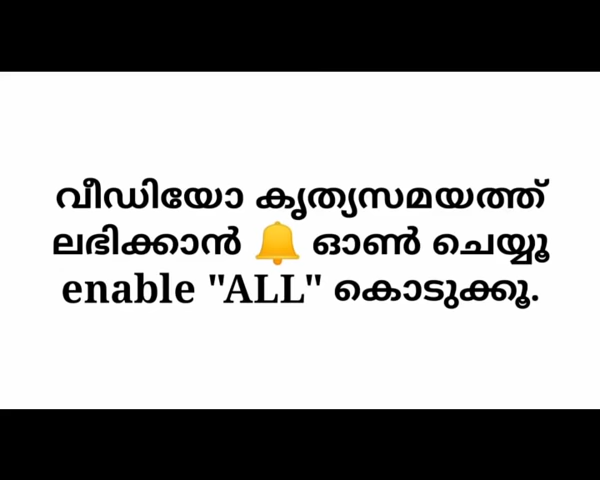 വീഡിയോ കൃത്യസമയത്ത്
ലഭിക്കാൻ 🔔 ഓൺ ചെയ്യൂ
enable "ALL" കൊടുക്കൂ.